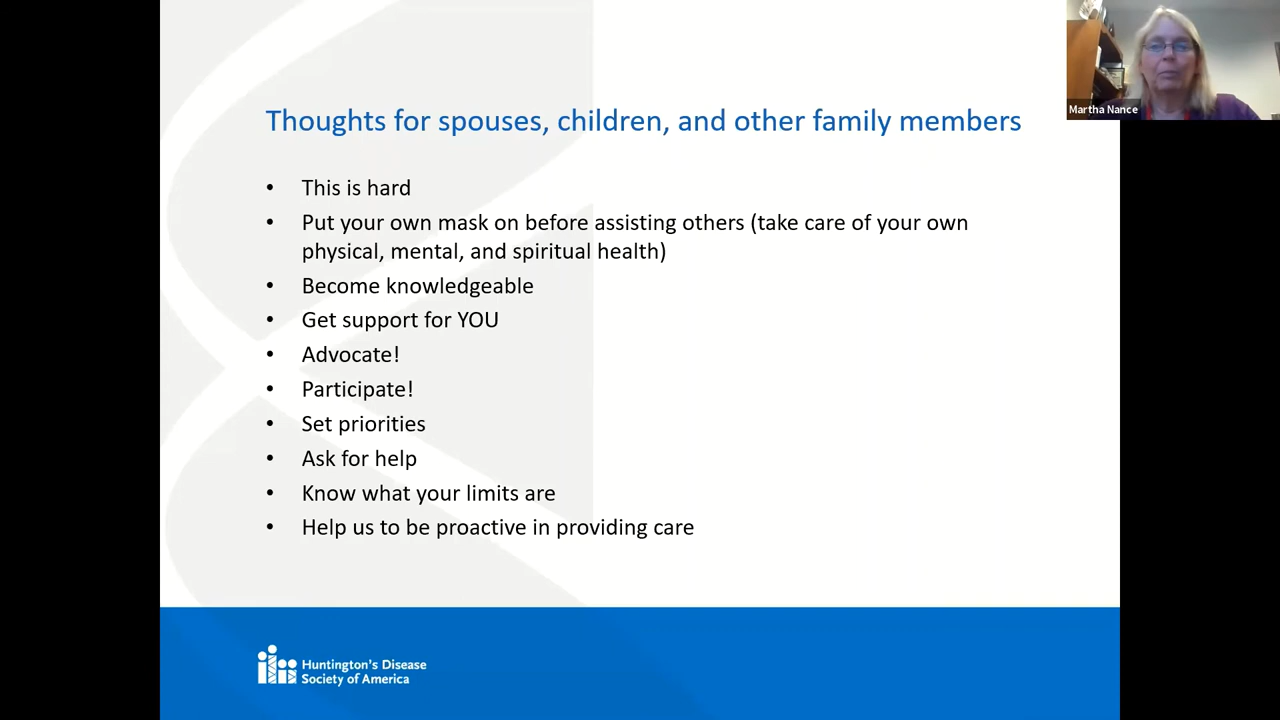 Martha Nance
Thoughts for spouses, children, and other family members
• This is hard
• Put your own mask on before assisting others (take care of your own
physical, mental, and spiritual health)
• Become knowledgeable
• Get support for YOU
• Advocate!
• Participate!
• Set priorities
• Ask for help
• Know what your limits are
• Help us to be proactive in providing care
Huntington's Disease
Society of America